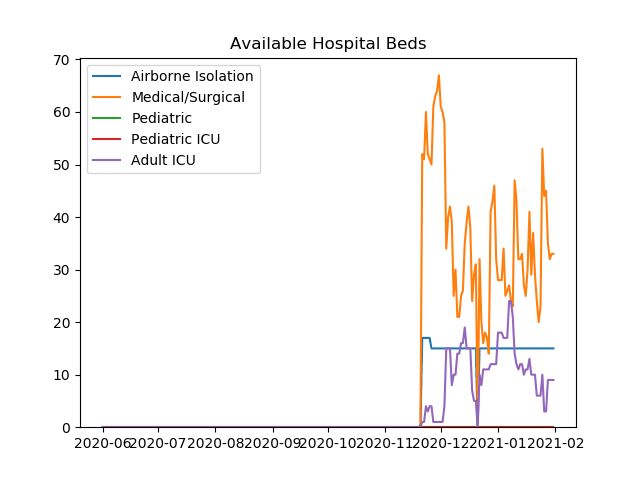 Available Hospital Beds
70
60
50
40
30
20
10
0
Airborne Isolation
Medical/Surgical
Pediatric
Pediatric ICU
Adult ICU
2020-06 2020-07 2020-08 2020-09 2020-10 2020-11 2020-12 2021-01 2021-02